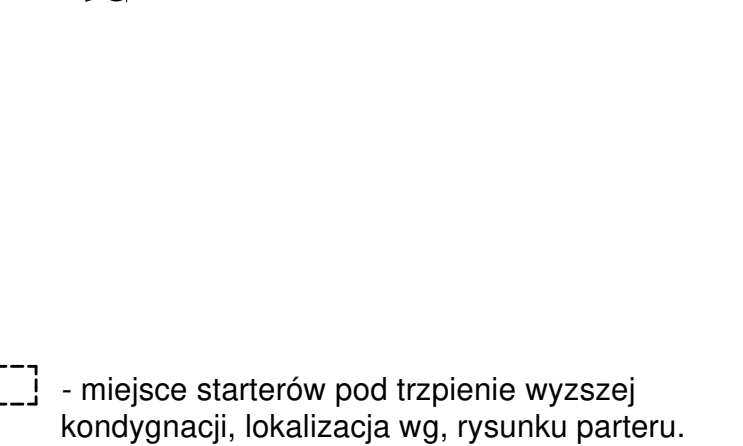 - miejsce starterów pod trzpienie wyzszej
kondygnacji, lokalizacja wg, rysunku parteru.